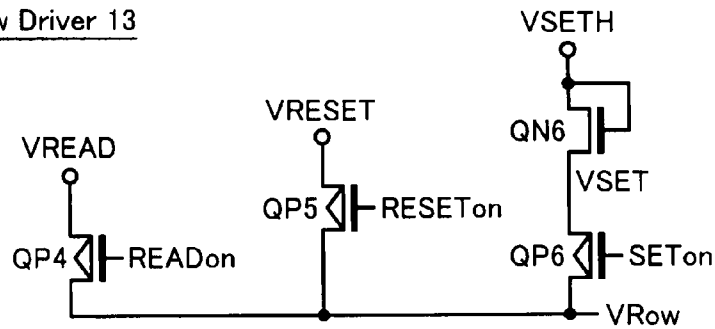 Driver 13
VSETH
VRESET
QN6
VREAD
VSET
QP5
RESETon
QP4
READon
QP6
SETon
VRow